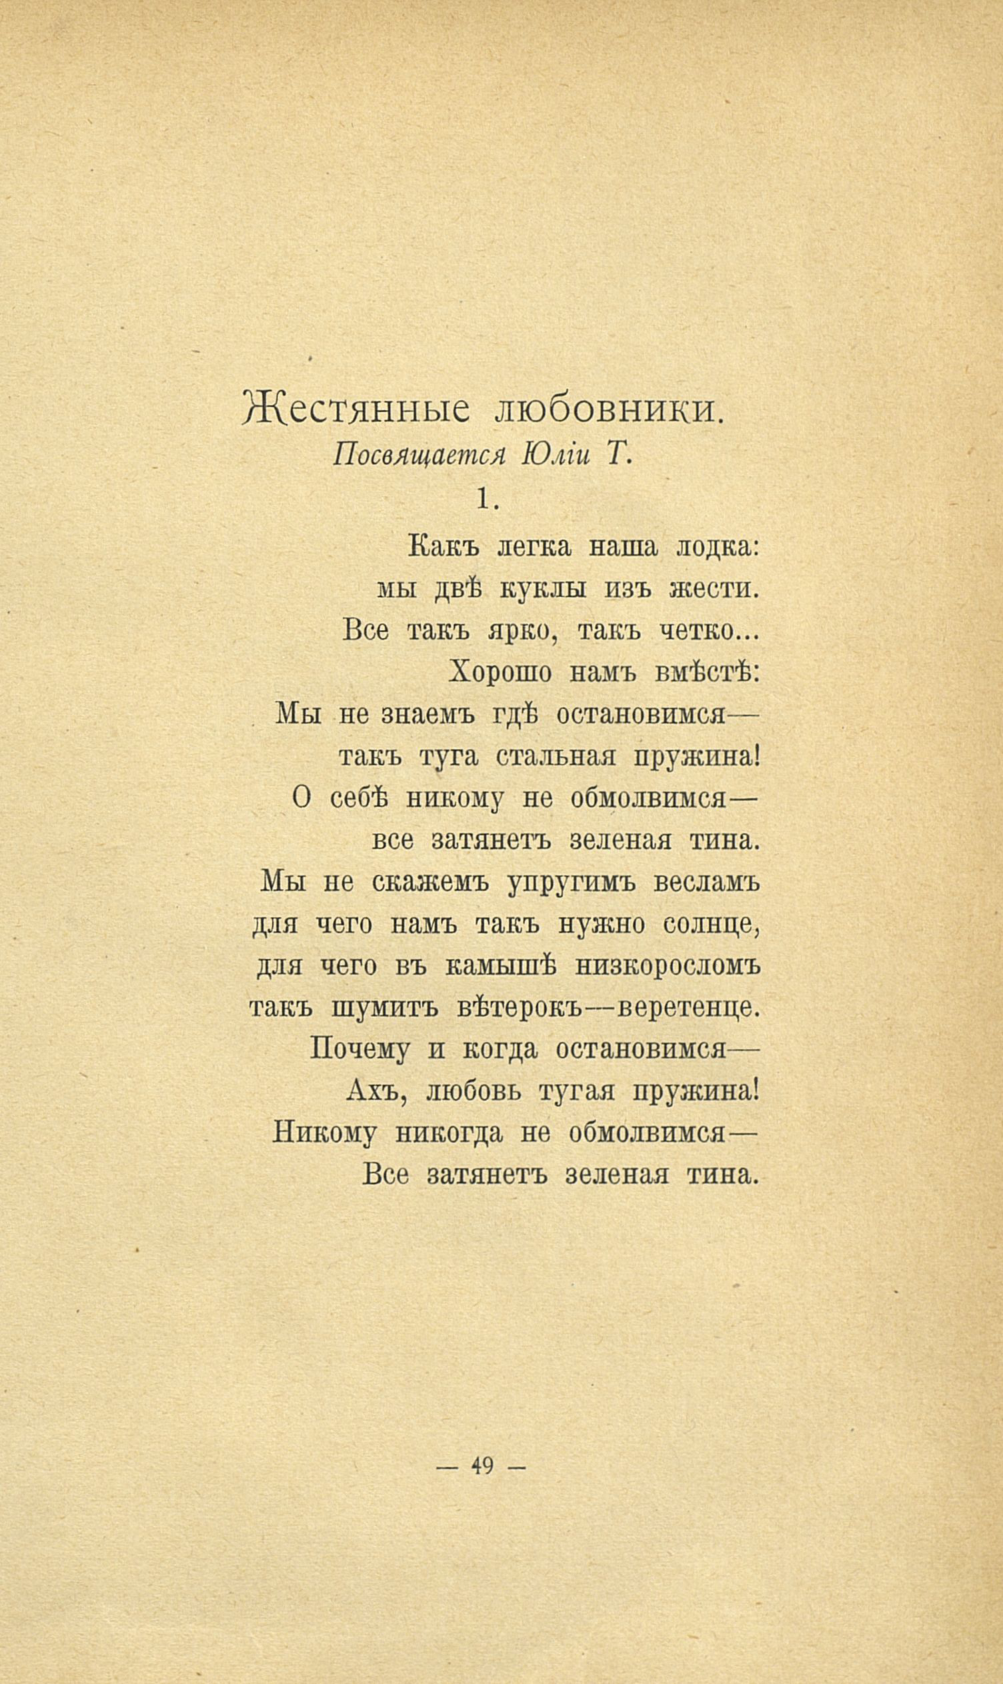 Жестянные любовники.
Посвящается Юліи Т.
1.
Какъ легка наша лодка:
мы двѣ куклы изъ жести.
Все такъ ярко, такъ четко...
Хорошо намъ вмѣстѣ:
Мы не знаемъ гдѣ остановимся—
такъ туга стальная пружина!
О себѣ никому не обмолвимся—
все затянетъ зеленая тина.
Мы не скажемъ упругимъ весламъ
для чего намъ такъ нужно солнце,
для чего въ камышѣ низкоросломъ
такъ шумитъ вѣтерокъ—веретенце.
Почему и когда остановимся—
Ахъ, любовь тугая пружина!
Никому никогда не обмолвимся—
Все затянетъ зеленая тина.
— 49 —